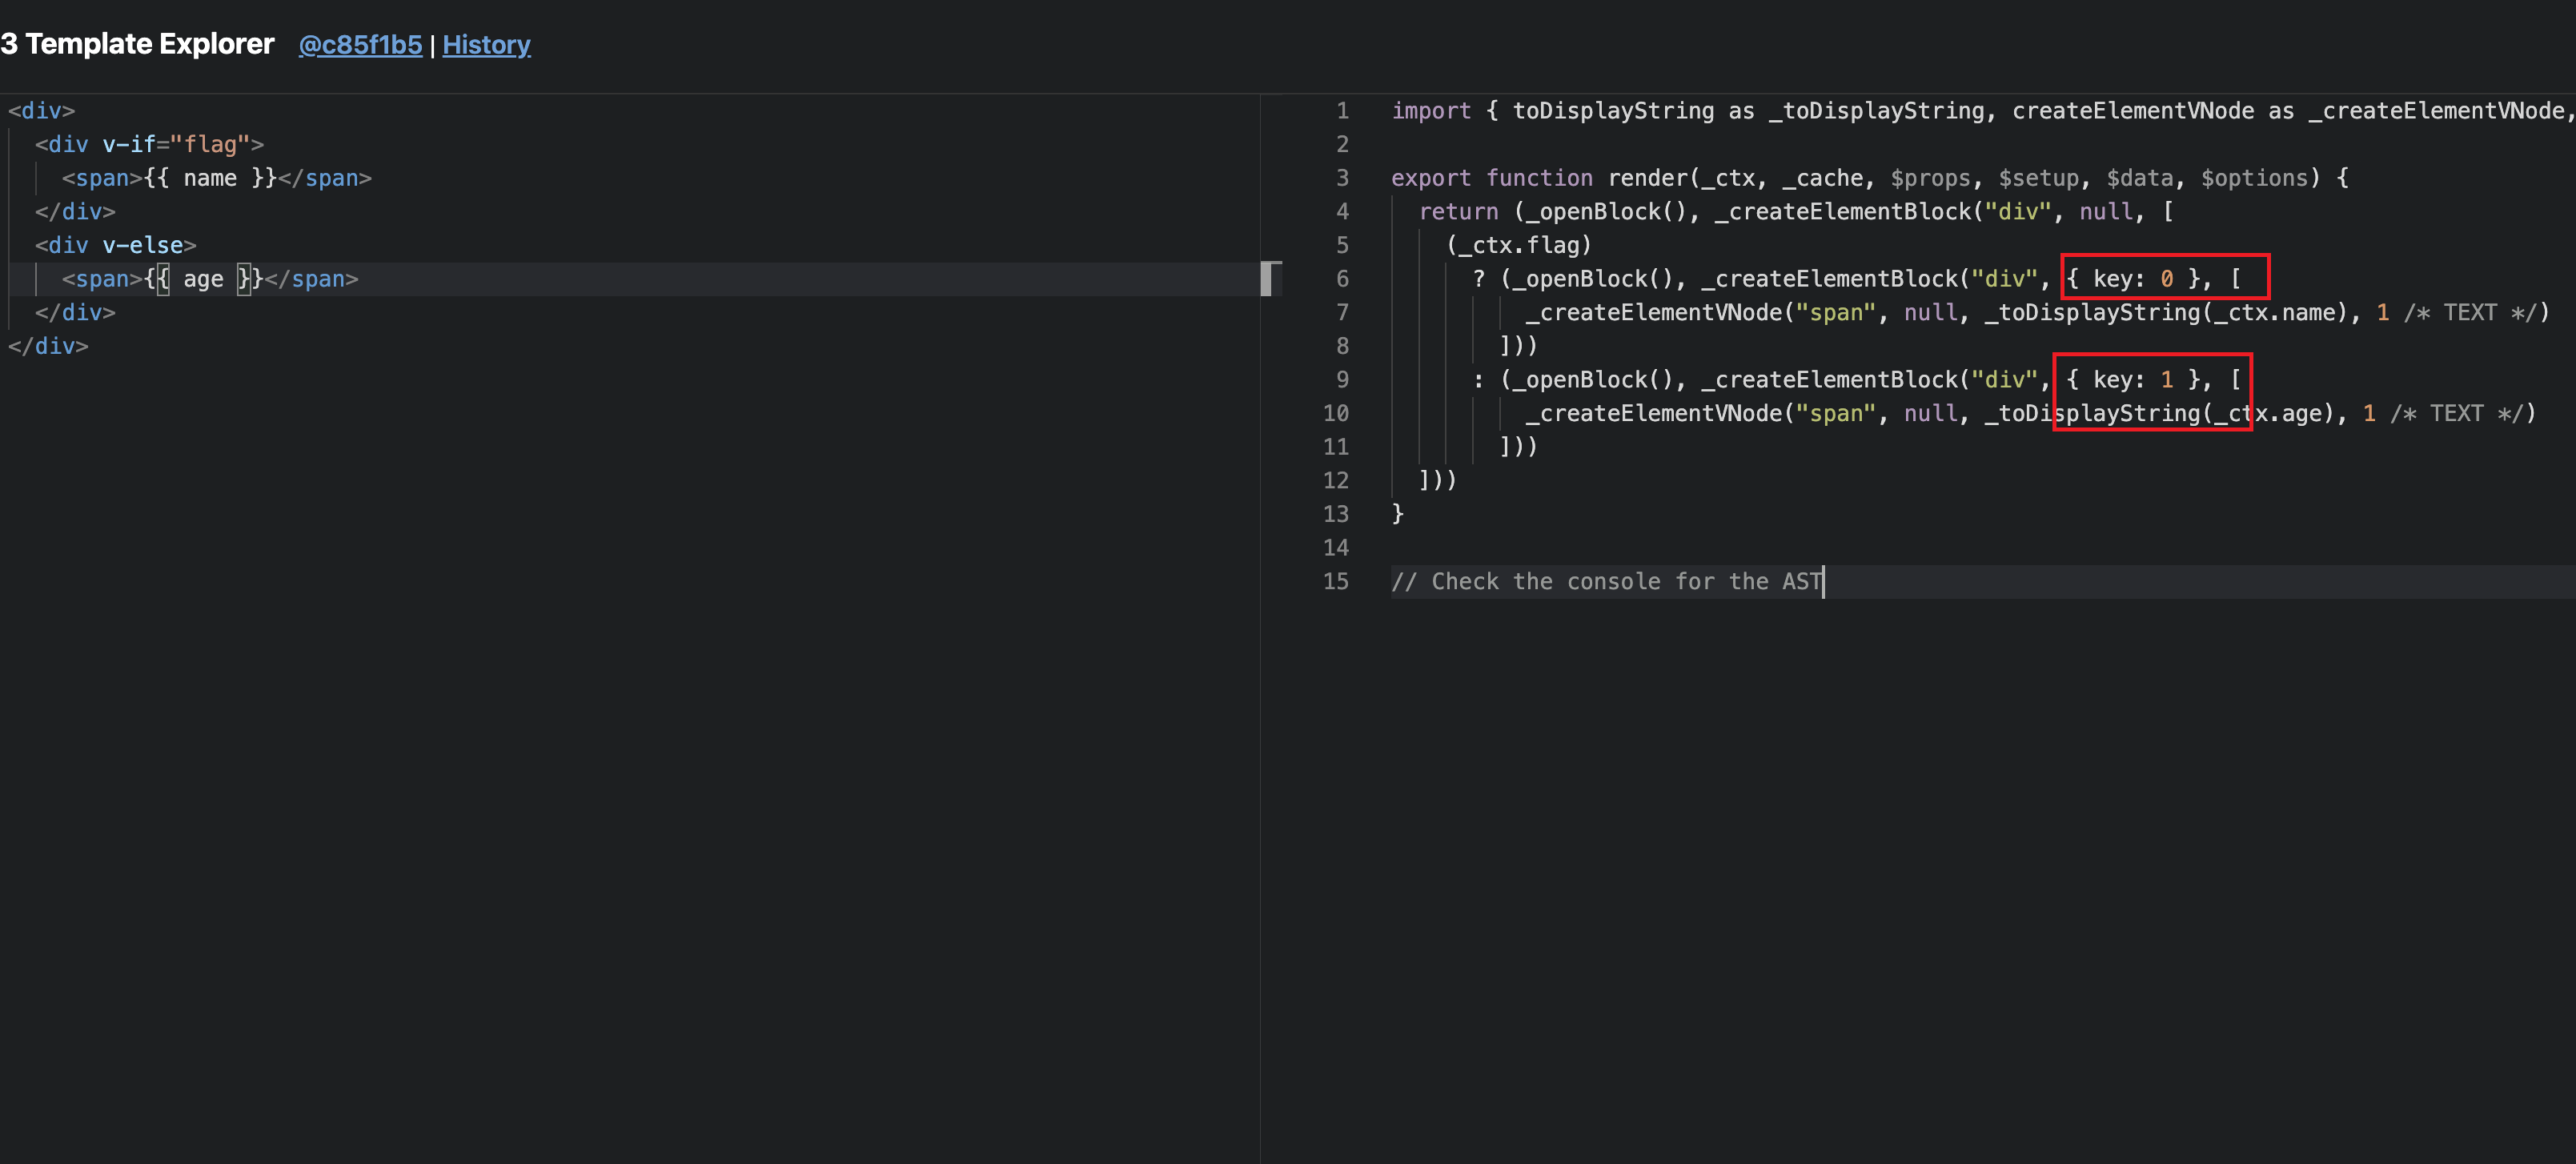 3 Template Explorer @c85f1b5 | History
<div>
  <div v-if="flag">
    <span>{{ name }}</span>
  </div>
  <div v-else>
    <span>{{ age }}</span>
  </div>
</div>
1 import { toDisplayString as _toDisplayString, createElementVNode as _createElementVNode,
2
3 export function render(_ctx, _cache, $props, $setup, $data, $options) {
4   return (_openBlock(), _createElementBlock("div", null, [
5     (_ctx.flag)
6       ? (_openBlock(), _createElementBlock("div", { key: 0 }, [
7           _createElementVNode("span", null, _toDisplayString(_ctx.name), 1 /* TEXT */)
8         ]))
9       : (_openBlock(), _createElementBlock("div", { key: 1 }, [
10           _createElementVNode("span", null, _toDisplayString(_ctx.age), 1 /* TEXT */)
11         ]))
12   ]))
13 }
14
15 // Check the console for the AST